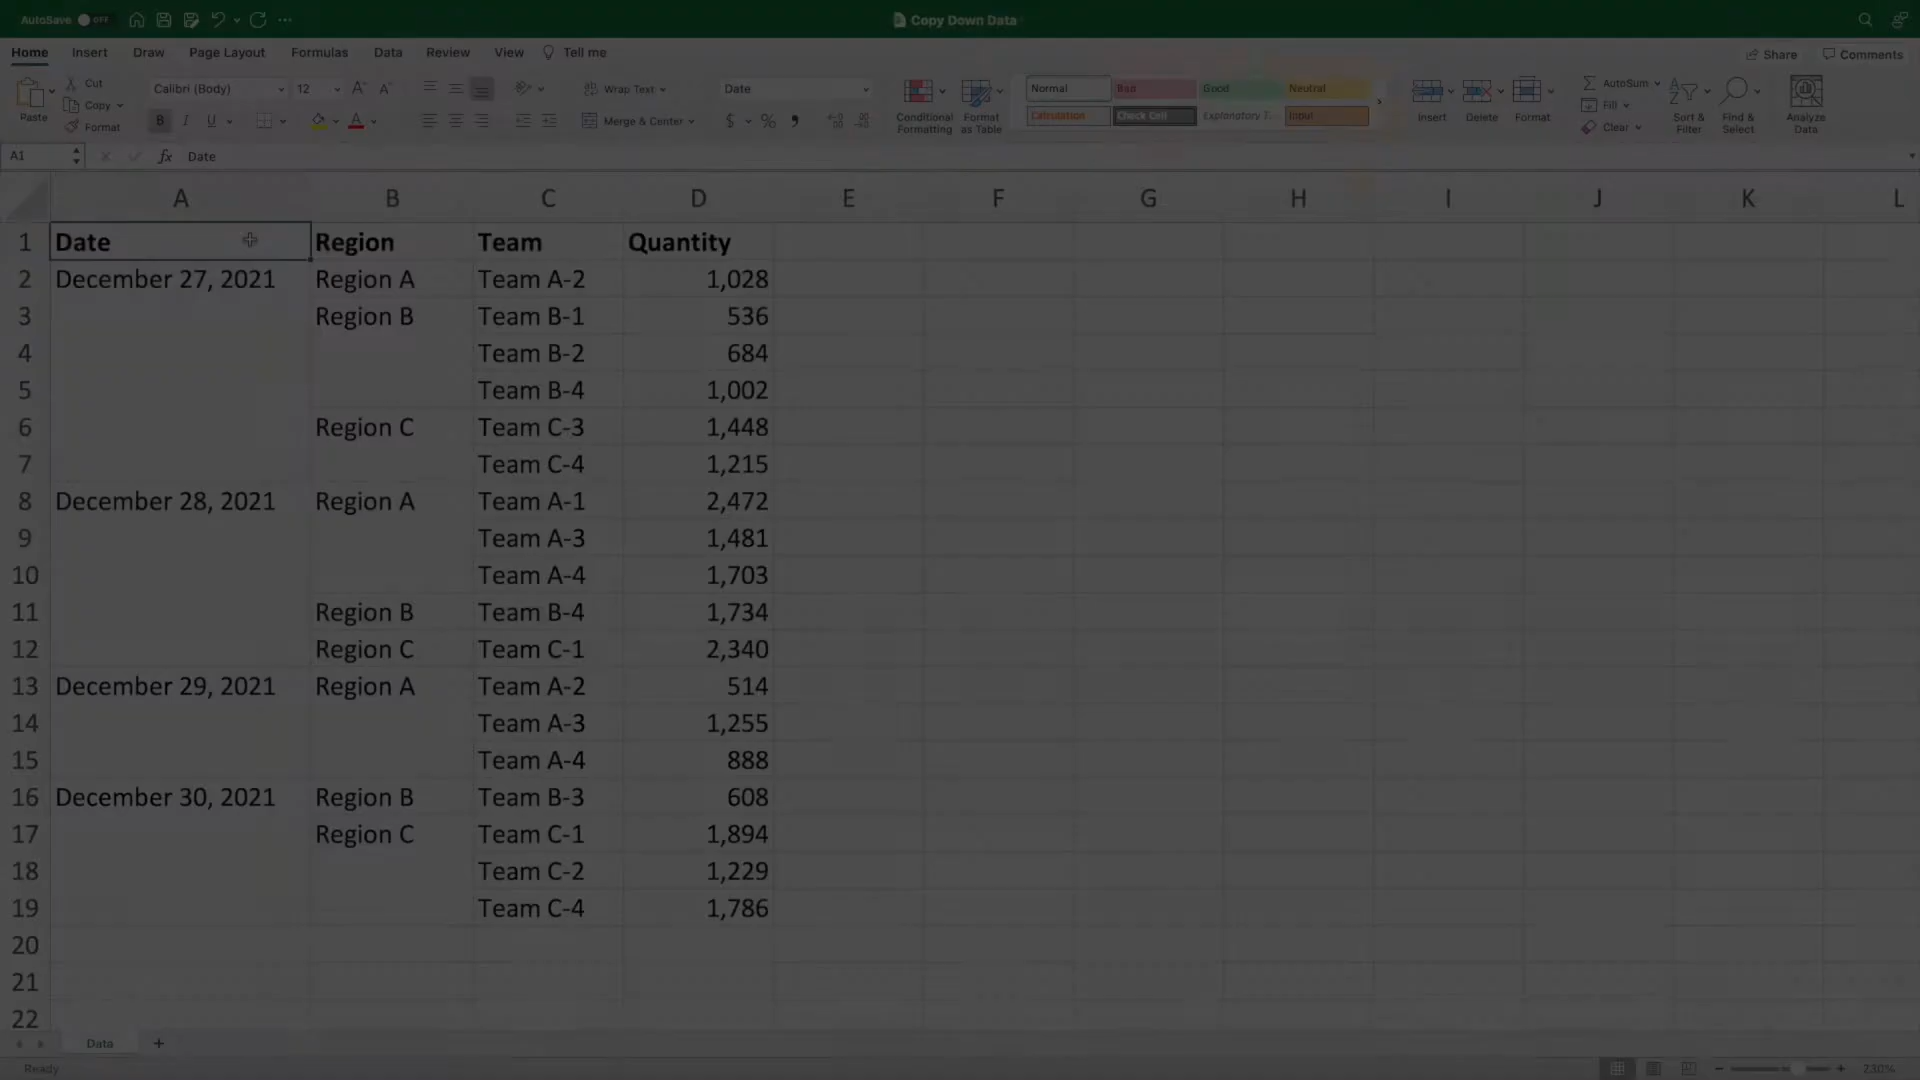 AutoSave OFF Copy Down Data
Home Insert Draw Page Layout Formulas Data Review View Tell me Share Comments
Paste Cut Copy Format
Calibri (Body) 12
B I U A
Wrap Text
Merge & Center
Date
$ %
Conditional Formatting
Format as Table
Normal Bad Good Neutral
Calculation Check Cell Explanatory T... Input
Insert Delete Format
AutoSum
Fill
Clear
Sort & Filter
Find & Select
Analyze Data
A1 fx Date
A B C D E F G H I J K L
1 Date Region Team Quantity
2 December 27, 2021 Region A Team A-2 1,028
3 Region B Team B-1 536
4 Team B-2 684
5 Team B-4 1,002
6 Region C Team C-3 1,448
7 Team C-4 1,215
8 December 28, 2021 Region A Team A-1 2,472
9 Team A-3 1,481
10 Team A-4 1,703
11 Region B Team B-4 1,734
12 Region C Team C-1 2,340
13 December 29, 2021 Region A Team A-2 514
14 Team A-3 1,255
15 Team A-4 888
16 December 30, 2021 Region B Team B-3 608
17 Region C Team C-1 1,894
18 Team C-2 1,229
19 Team C-4 1,786
20
21
22
Data +
Ready 230%